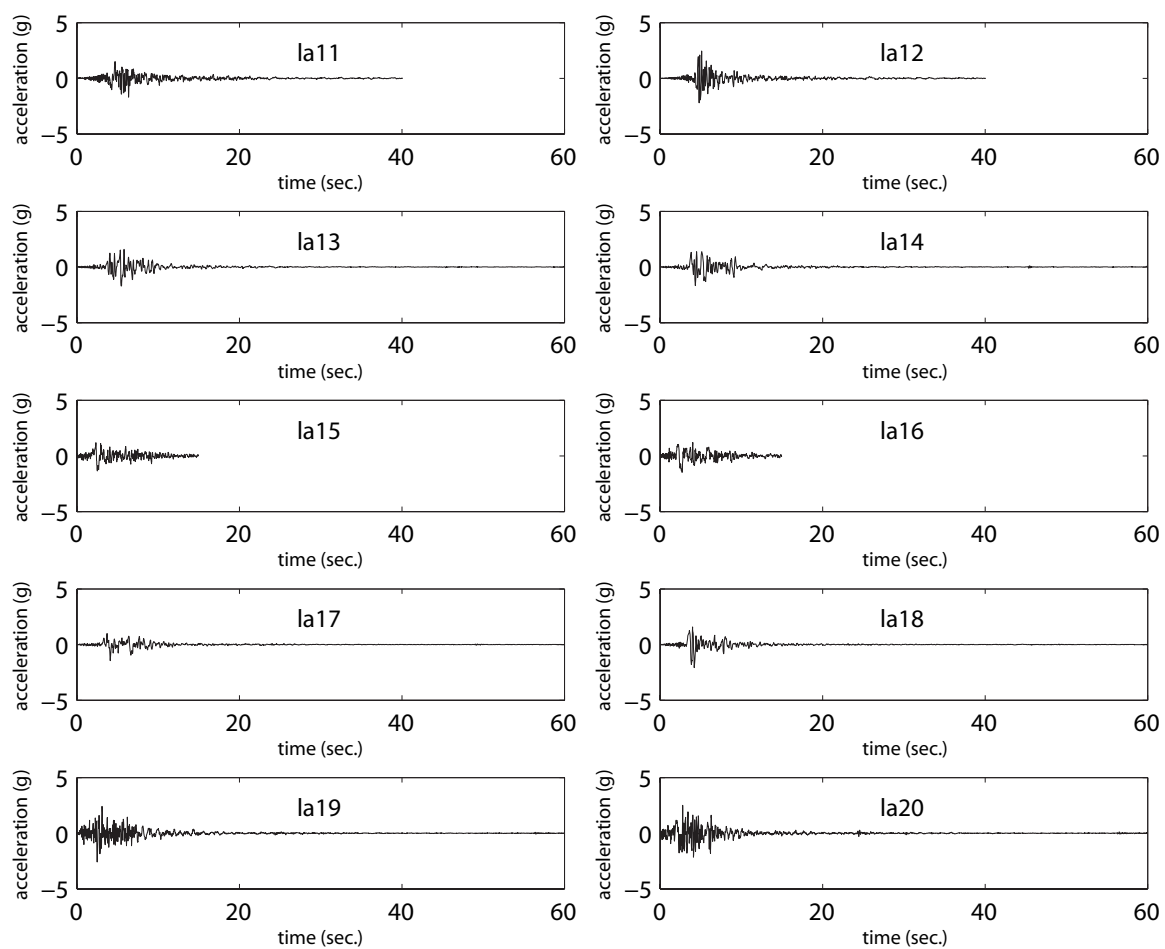 5
acceleration (g)
la11
0
−5
0 20 40 60
time (sec.)
5
acceleration (g)
la12
0
−5
0 20 40 60
time (sec.)
5
acceleration (g)
la13
0
−5
0 20 40 60
time (sec.)
5
acceleration (g)
la14
0
−5
0 20 40 60
time (sec.)
5
acceleration (g)
la15
0
−5
0 20 40 60
time (sec.)
5
acceleration (g)
la16
0
−5
0 20 40 60
time (sec.)
5
acceleration (g)
la17
0
−5
0 20 40 60
time (sec.)
5
acceleration (g)
la18
0
−5
0 20 40 60
time (sec.)
5
acceleration (g)
la19
0
−5
0 20 40 60
time (sec.)
5
acceleration (g)
la20
0
−5
0 20 40 60
time (sec.)